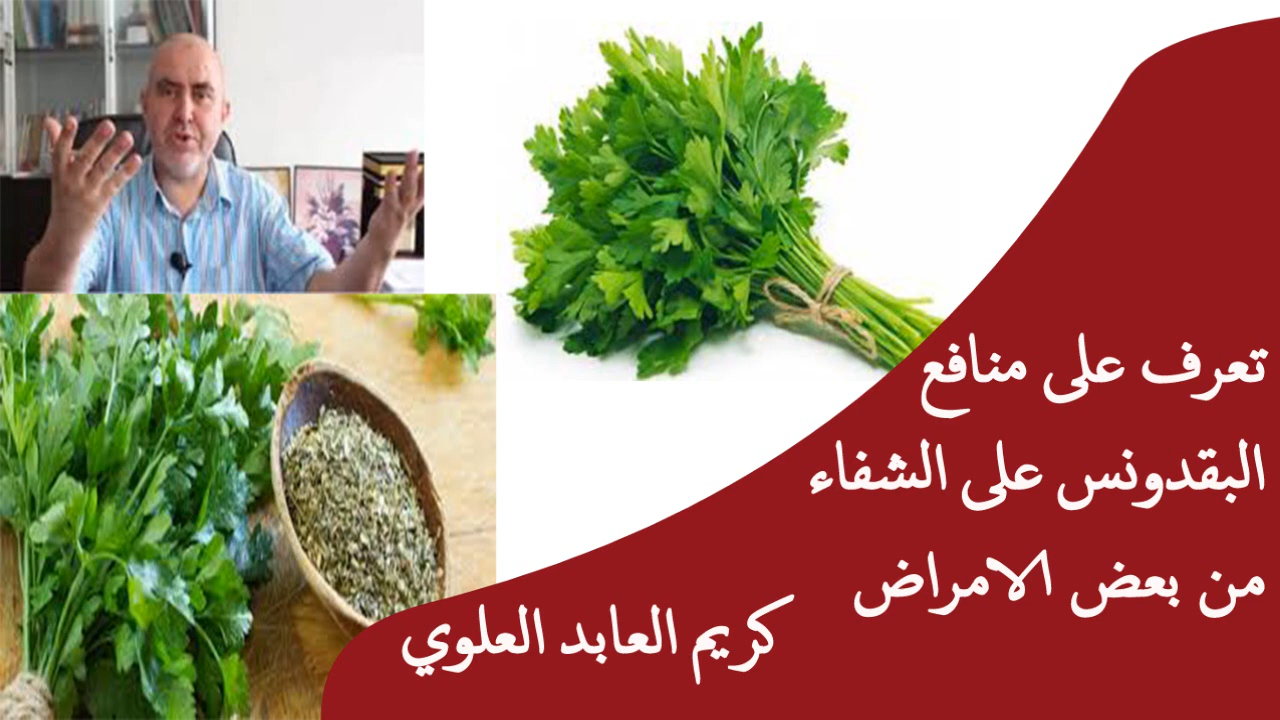 تعرف على منافع
البقدونس على الشفاء
من بعض الامراض
كريم العابد العلوي